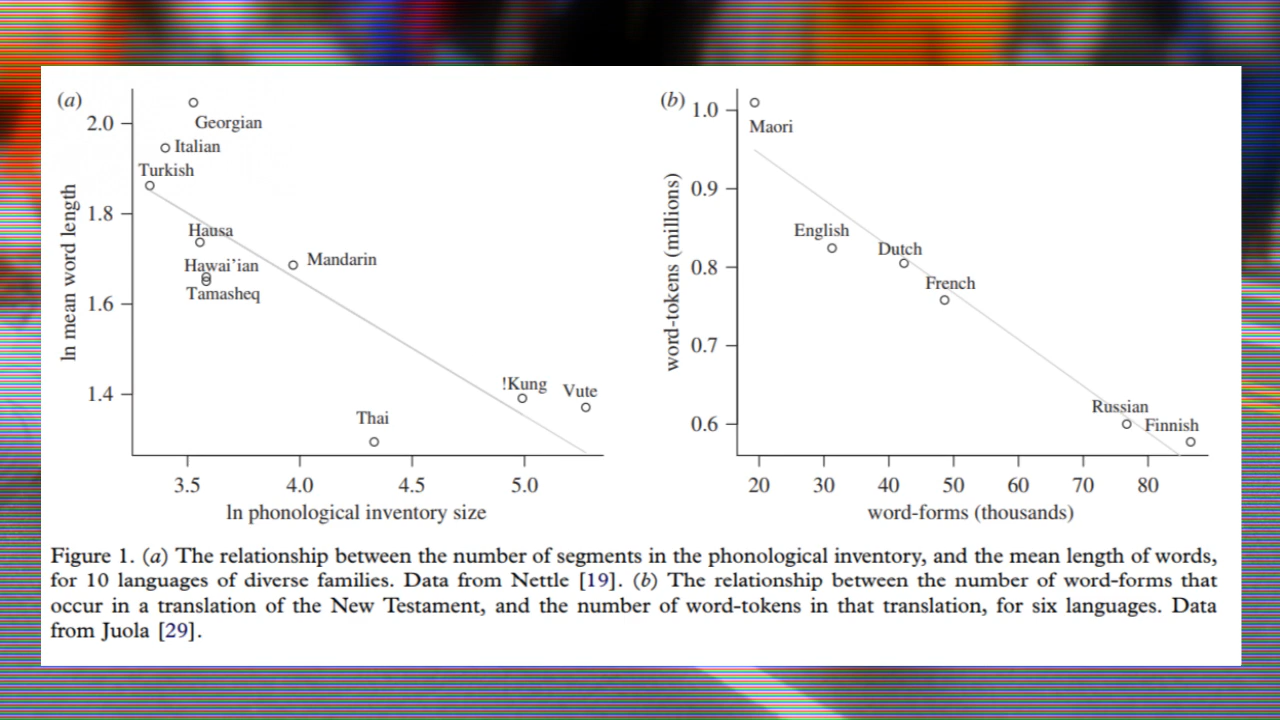 (a)
2.0
1.8
1.6
1.4
ln mean word length
Georgian
Italian
Turkish
Hausa
Hawai’ian
Tamasheq
Mandarin
!Kung
Vute
Thai
3.5 4.0 4.5 5.0
ln phonological inventory size
(b)
1.0
0.9
0.8
0.7
0.6
word-tokens (millions)
Maori
English
Dutch
French
Russian
Finnish
20 30 40 50 60 70 80
word-forms (thousands)
Figure 1. (a) The relationship between the number of segments in the phonological inventory, and the mean length of words,
for 10 languages of diverse families. Data from Nettle [19]. (b) The relationship between the number of word-forms that
occur in a translation of the New Testament, and the number of word-tokens in that translation, for six languages. Data
from Juola [29].